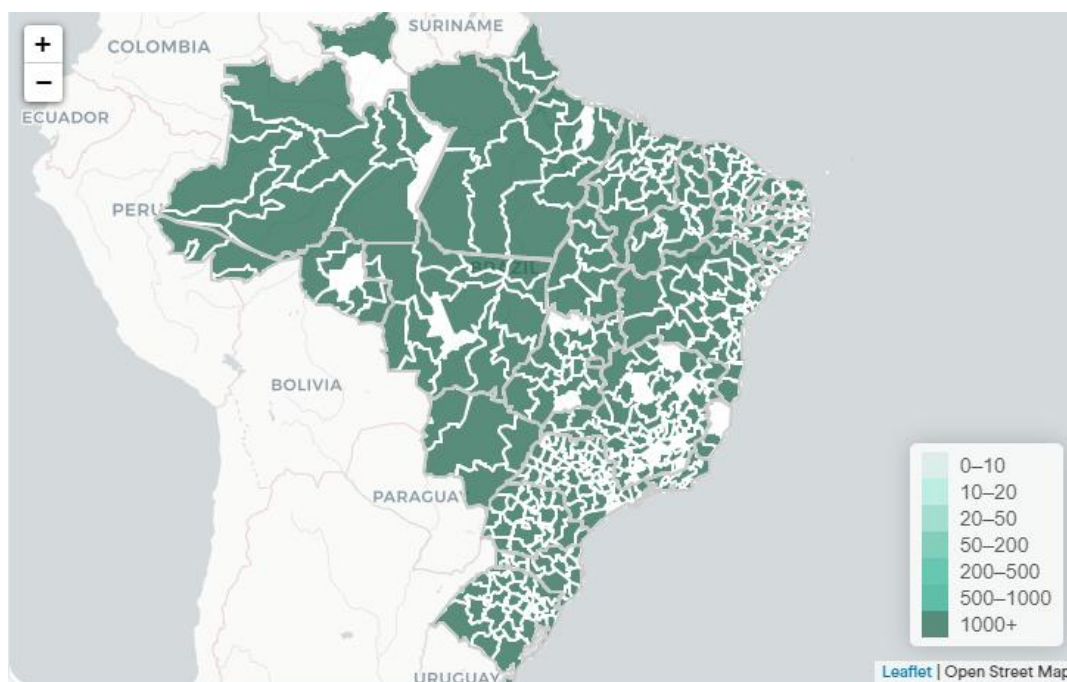 +
−
SURINAME
COLOMBIA
ECUADOR
PERU
BRAZIL
BOLIVIA
PARAGUAY
URUGUAY
0–10
10–20
20–50
50–200
200–500
500–1000
1000+
Leaflet | Open Street Map